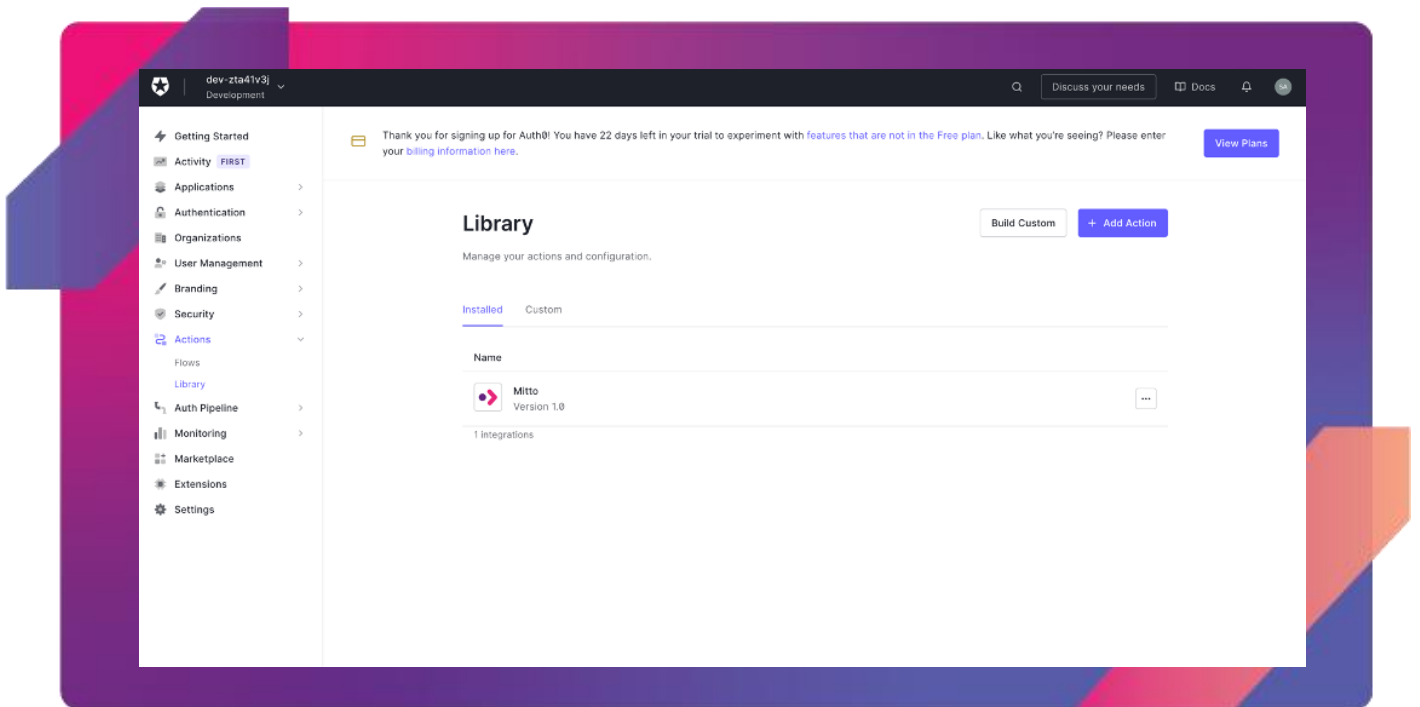 dev-zta41v3j
Development
Discuss your needs
Docs
SA
Getting Started
Activity FIRST
Applications
Authentication
Organizations
User Management
Branding
Security
Actions
Flows
Library
Auth Pipeline
Monitoring
Marketplace
Extensions
Settings
Thank you for signing up for Auth0! You have 22 days left in your trial to experiment with features that are not in the Free plan. Like what you're seeing? Please enter
your billing information here.
View Plans
Library
Build Custom
+ Add Action
Manage your actions and configuration.
Installed Custom
Name
Mitto
Version 1.0
1 integrations